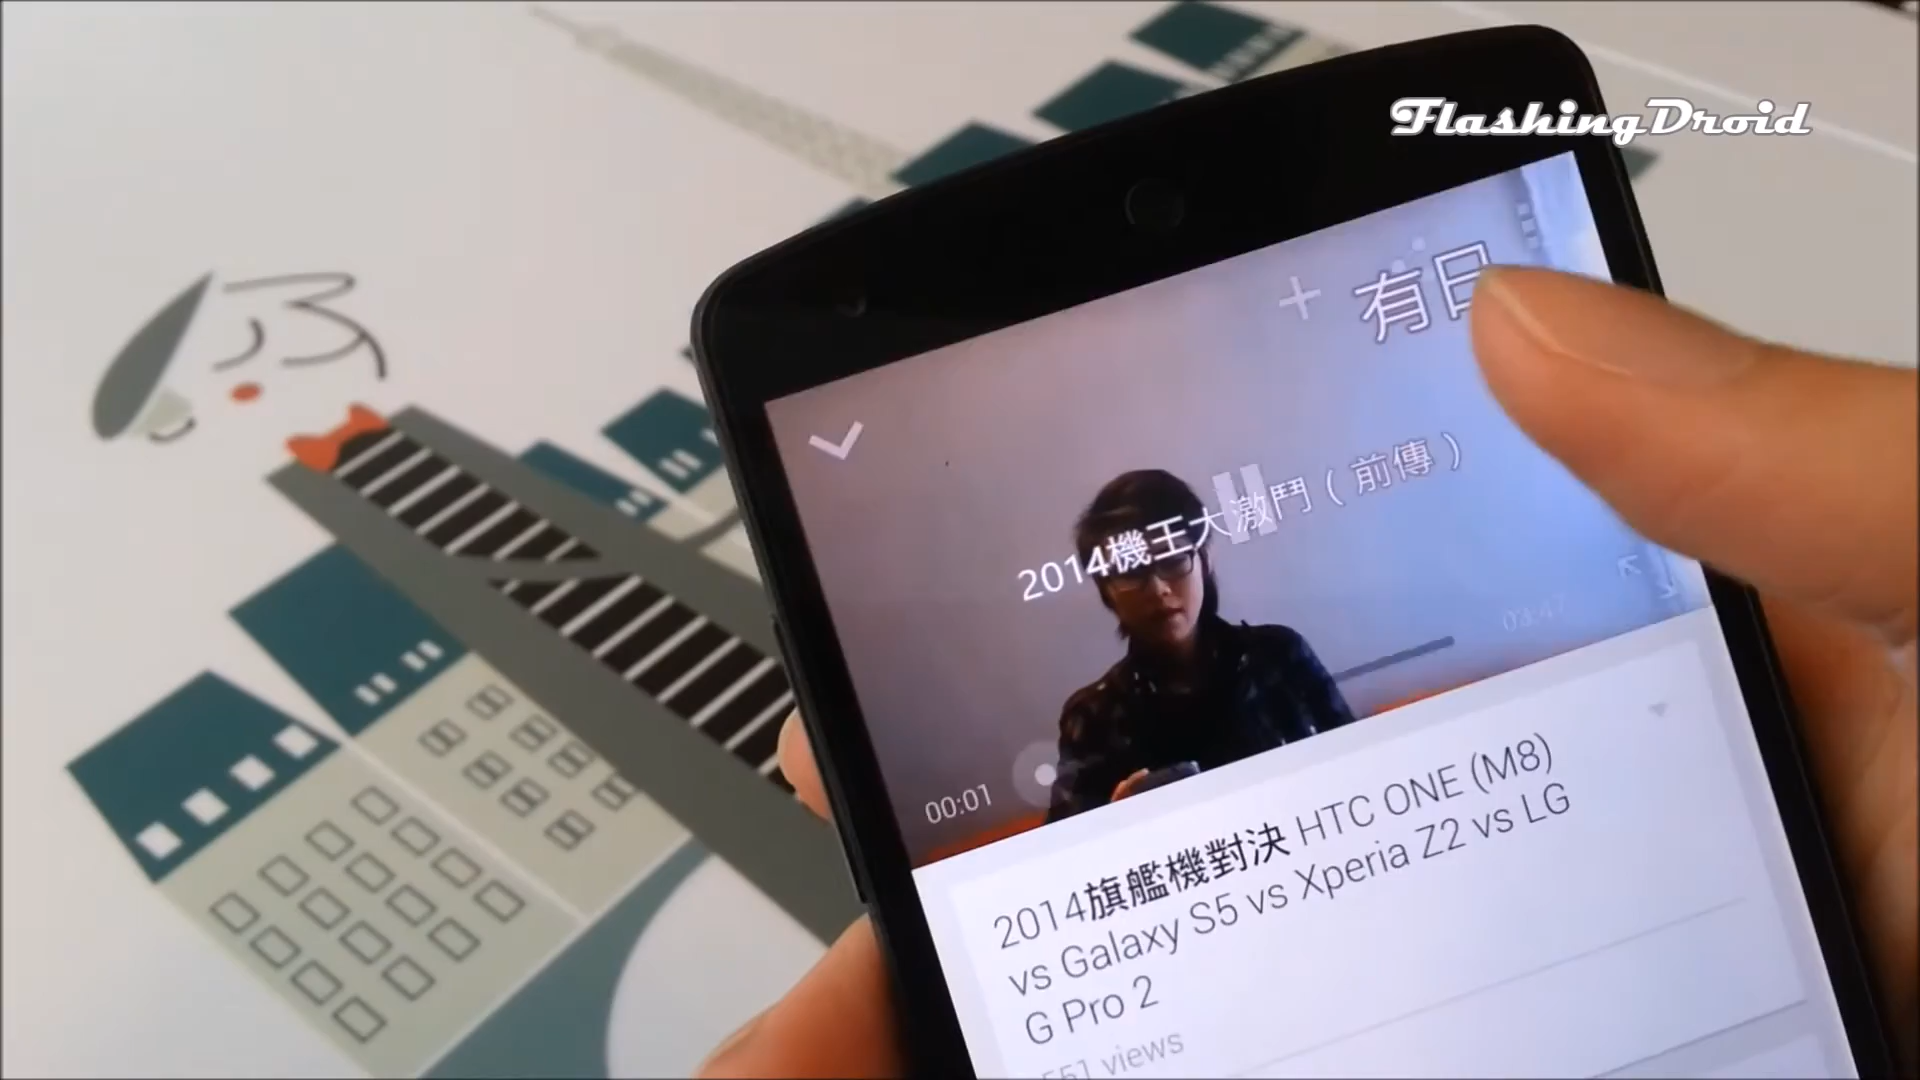 FlashingDroid
有日
2014機王大激鬥（前傳）
00:01
03:47
2014旗艦機對決 HTC ONE (M8)
vs Galaxy S5 vs Xperia Z2 vs LG
G Pro 2
551 views